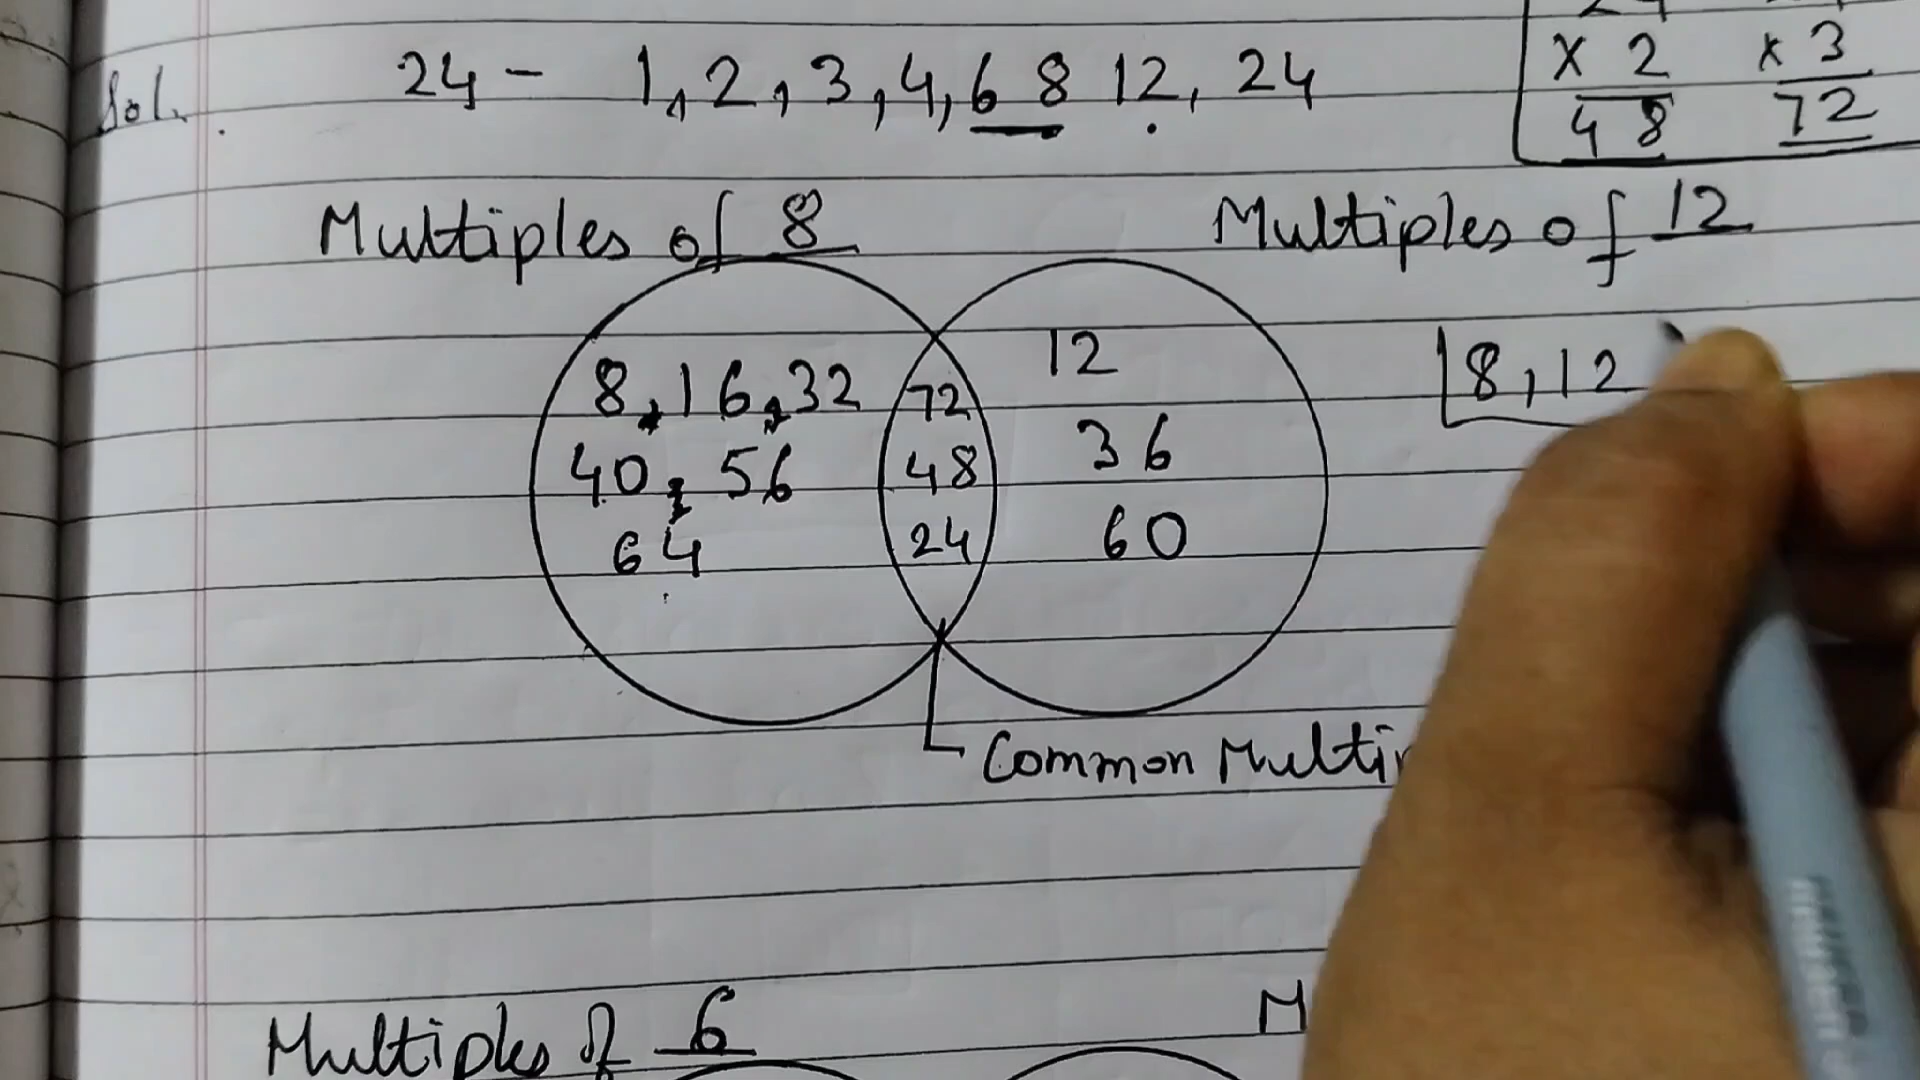 Sol. 24 - 1, 2, 3, 4, 6 8 12, 24
× 2 × 3
48 72
Multiples of 8
Multiples of 12
8, 16, 32
40, 56
64
72
48
24
12
36
60
8, 12
Common
Multiples of 6